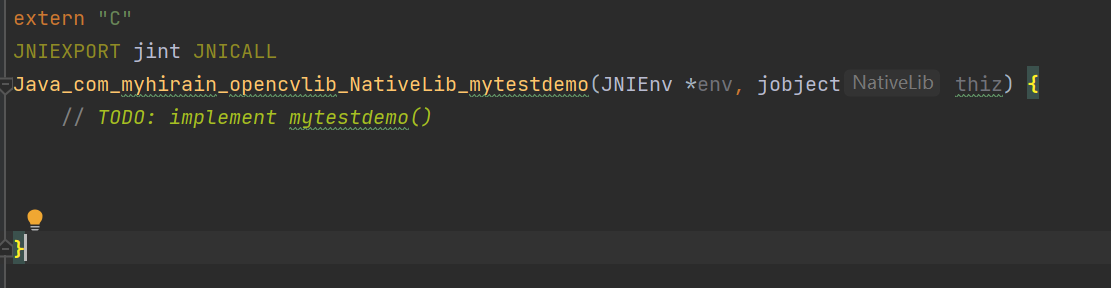 extern "C"
JNIEXPORT jint JNICALL
Java_com_myhirain_opencvlib_NativeLib_mytestdemo(JNIEnv *env, jobject NativeLib thiz) {
// TODO: implement mytestdemo()
}